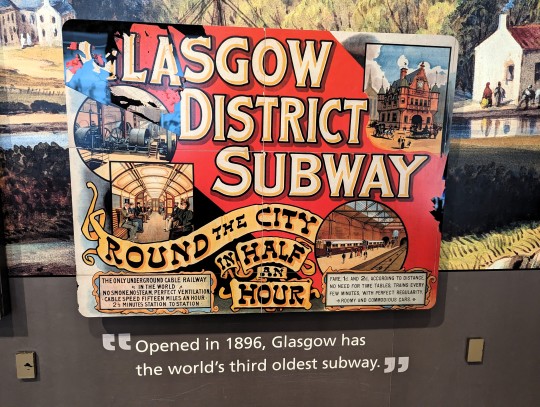 GLASGOW
DISTRICT
SUBWAY
ROUND THE CITY
IN HALF
AN
HOUR
THE ONLY UNDERGROUND CABLE RAILWAY
IN THE WORLD
NO SMOKE, NO STEAM, PERFECT VENTILATION,
CABLE SPEED FIFTEEN MILES AN HOUR
2½ MINUTES STATION TO STATION
FARE, 1D AND 2D, ACCORDING TO DISTANCE,
NO NEED FOR TIME TABLES, TRAINS EVERY
FEW MINUTES, WITH PERFECT REGULARITY
ROOMY AND COMMODIOUS CARS.
“Opened in 1896, Glasgow has
the world's third oldest subway.”